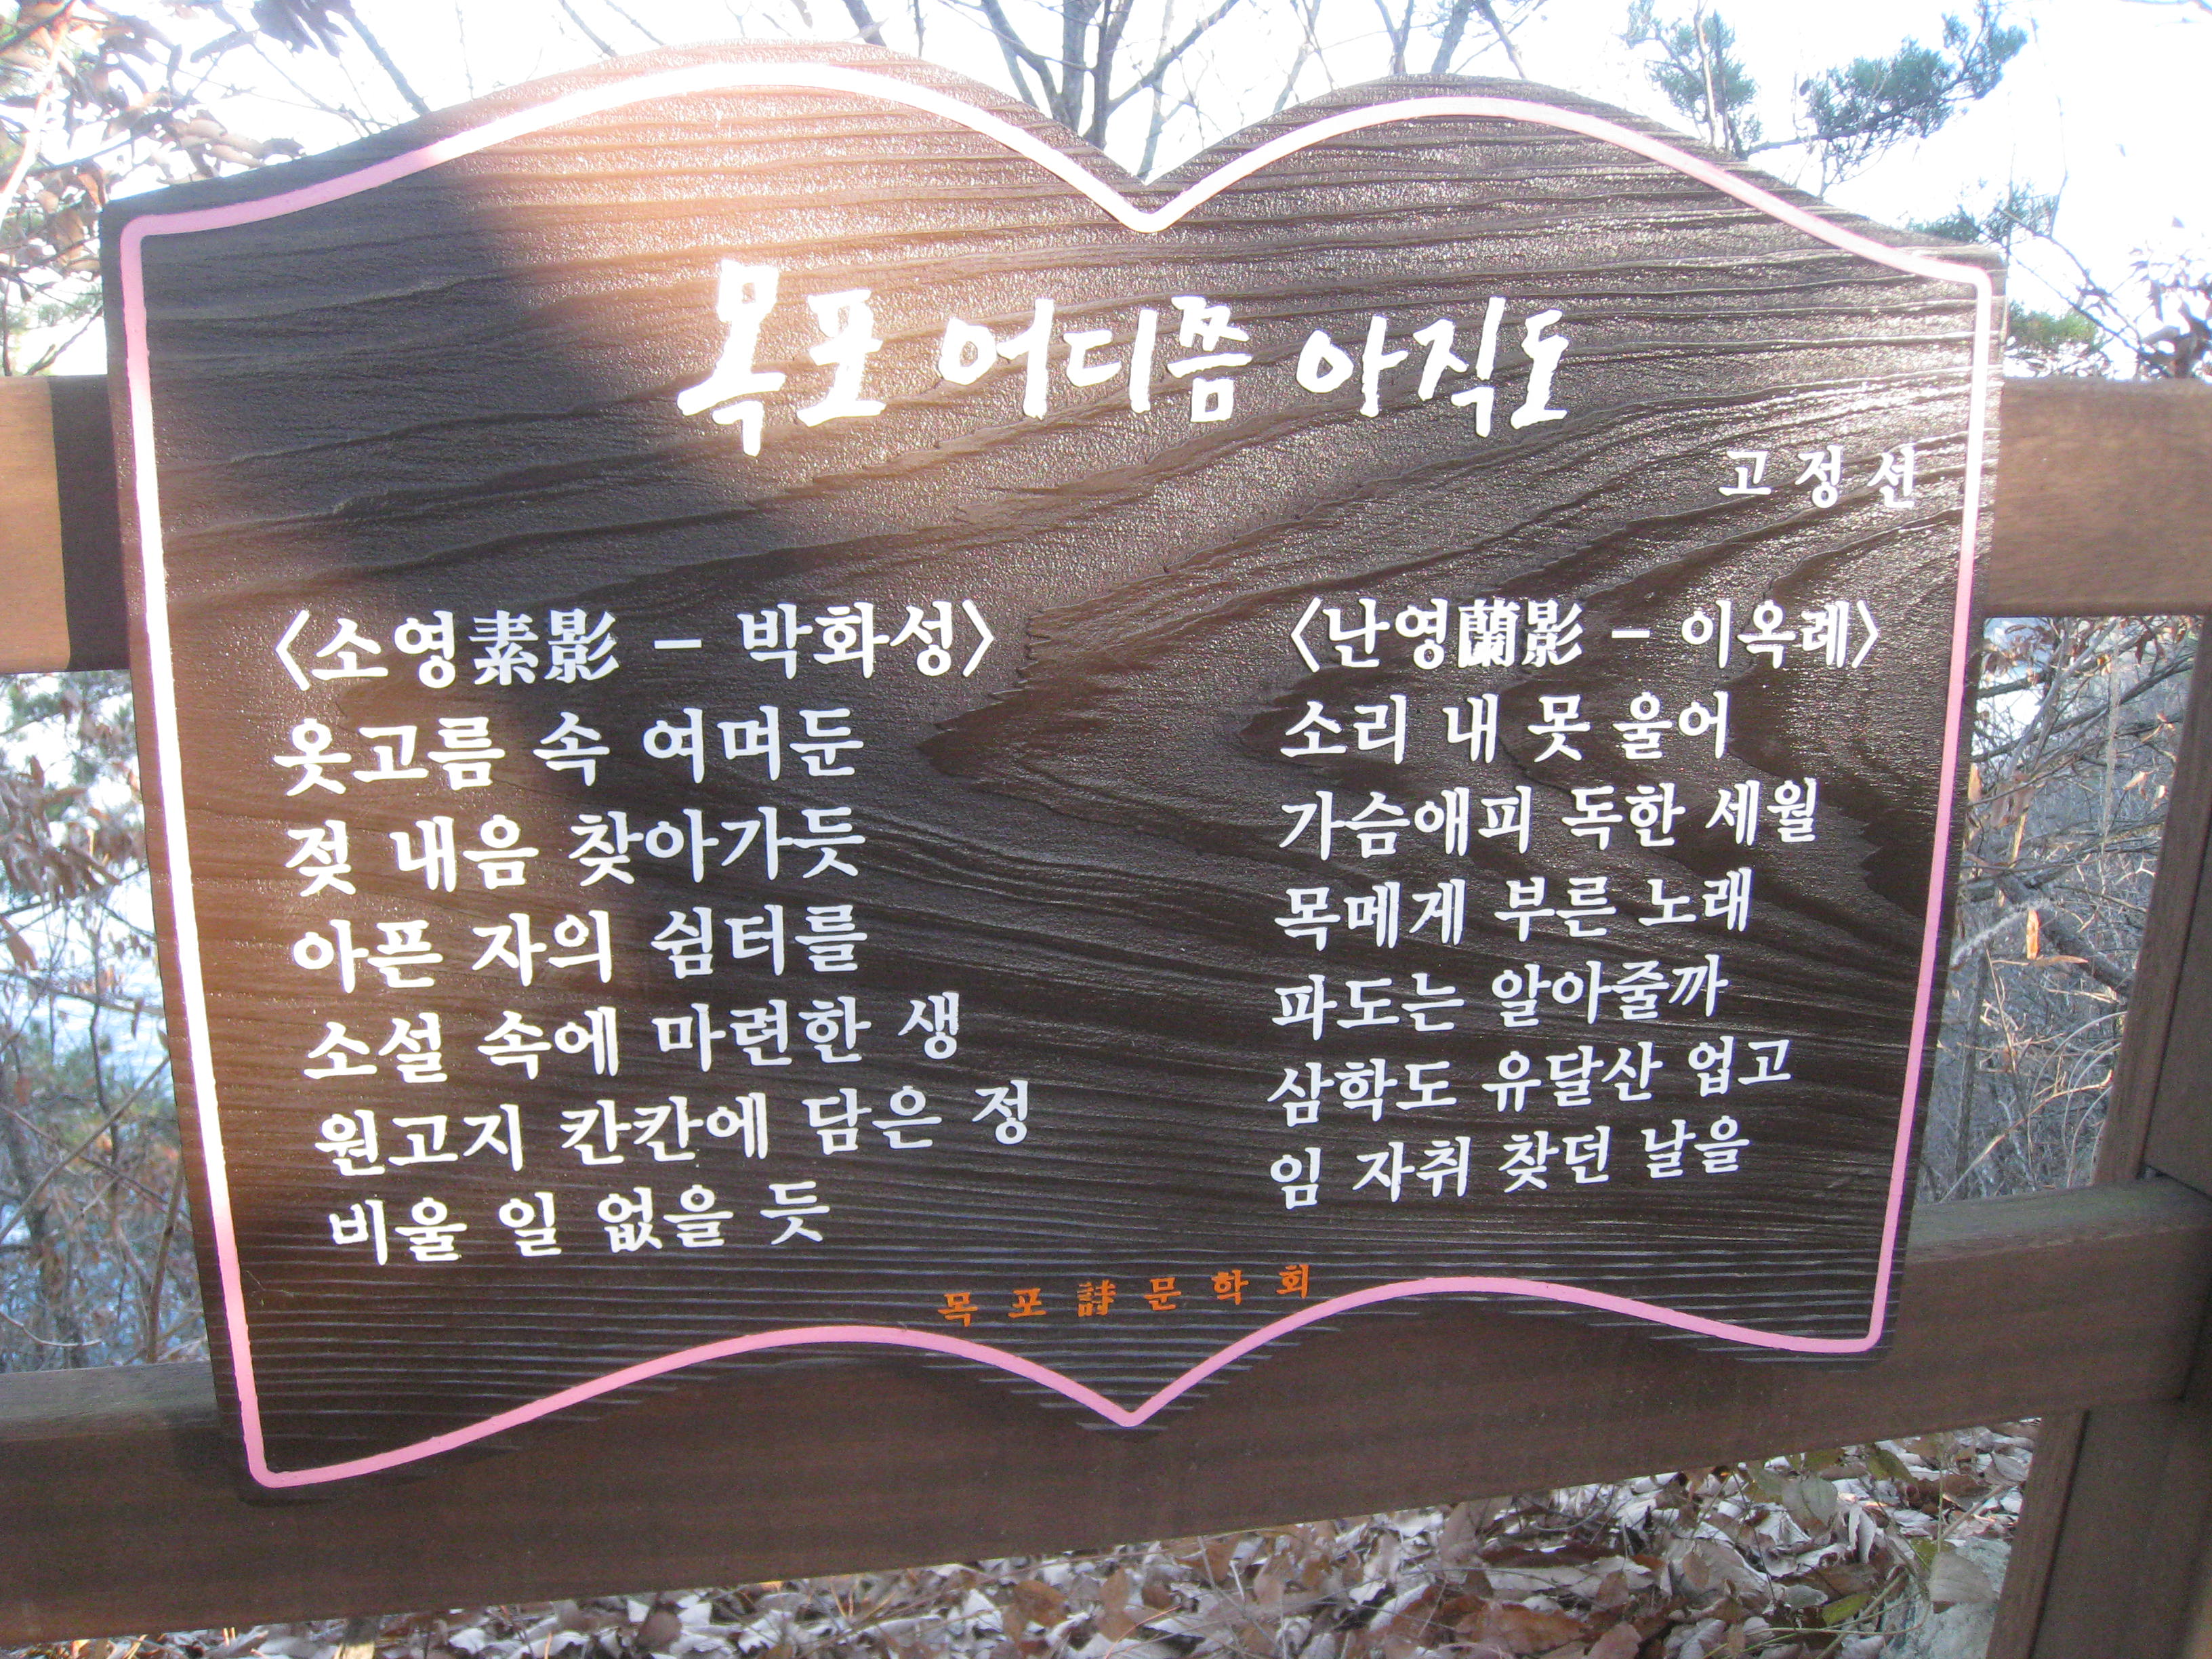 목포 어디쯤 아직도
고정선
〈소영素影 - 박화성〉
옷고름 속 여며둔
젖 내음 찾아가듯
아픈 자의 쉼터를
소설 속에 마련한 생
원고지 칸칸에 담은 정
비울 일 없을 듯
〈난영蘭影 - 이옥례〉
소리 내 못 울어
가슴애피 독한 세월
목메게 부른 노래
파도는 알아줄까
삼학도 유달산 업고
임 자취 찾던 날을
목포詩문학회